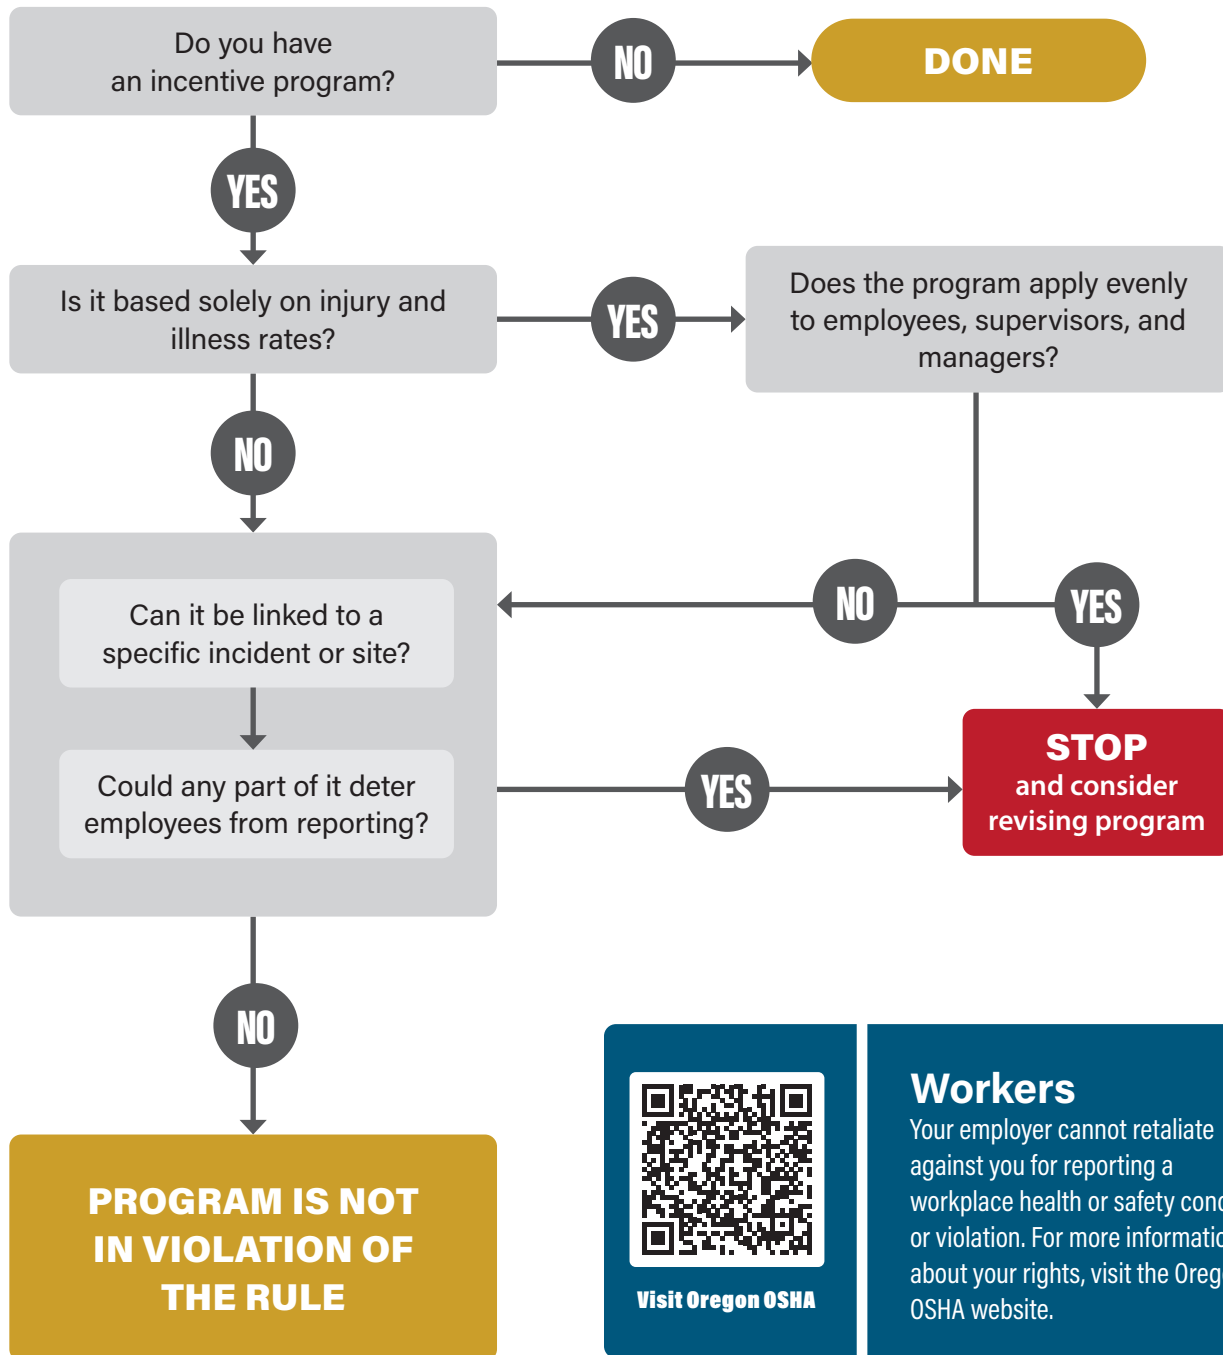 Do you have
an incentive program?
NO
DONE
YES
Is it based solely on injury and
illness rates?
YES
Does the program apply evenly
to employees, supervisors, and
managers?
NO
Can it be linked to a
specific incident or site?
NO
YES
Could any part of it deter
employees from reporting?
YES
STOP
and consider
revising program
NO
PROGRAM IS NOT
IN VIOLATION OF
THE RULE
Visit Oregon OSHA
Workers
Your employer cannot retaliate
against you for reporting a
workplace health or safety
or violation. For more
about your rights, visit the
OSHA website.